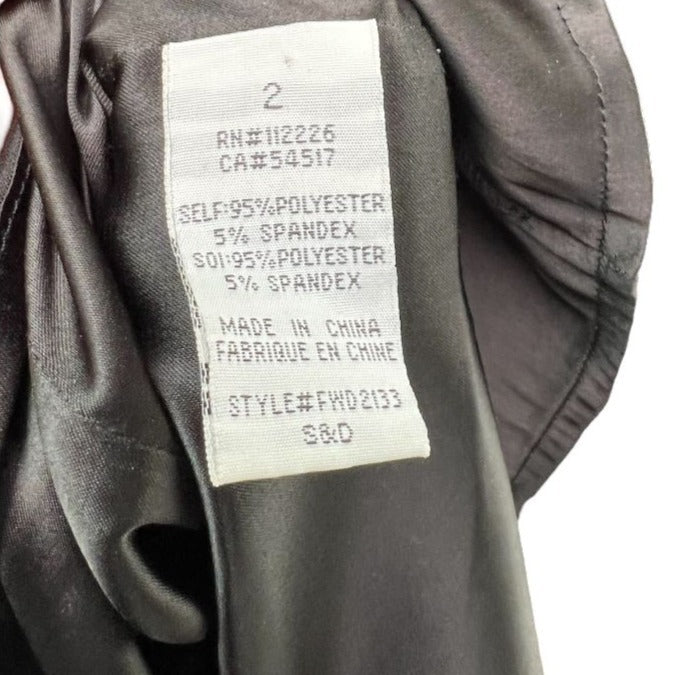 2
RN#112226
CA#54517
SELF:95%POLYESTER
5% SPANDEX
SOI:95%POLYESTER
5% SPANDEX
MADE IN CHINA
FABRIQUE EN CHINE
STYLE#FWD2133
S&D